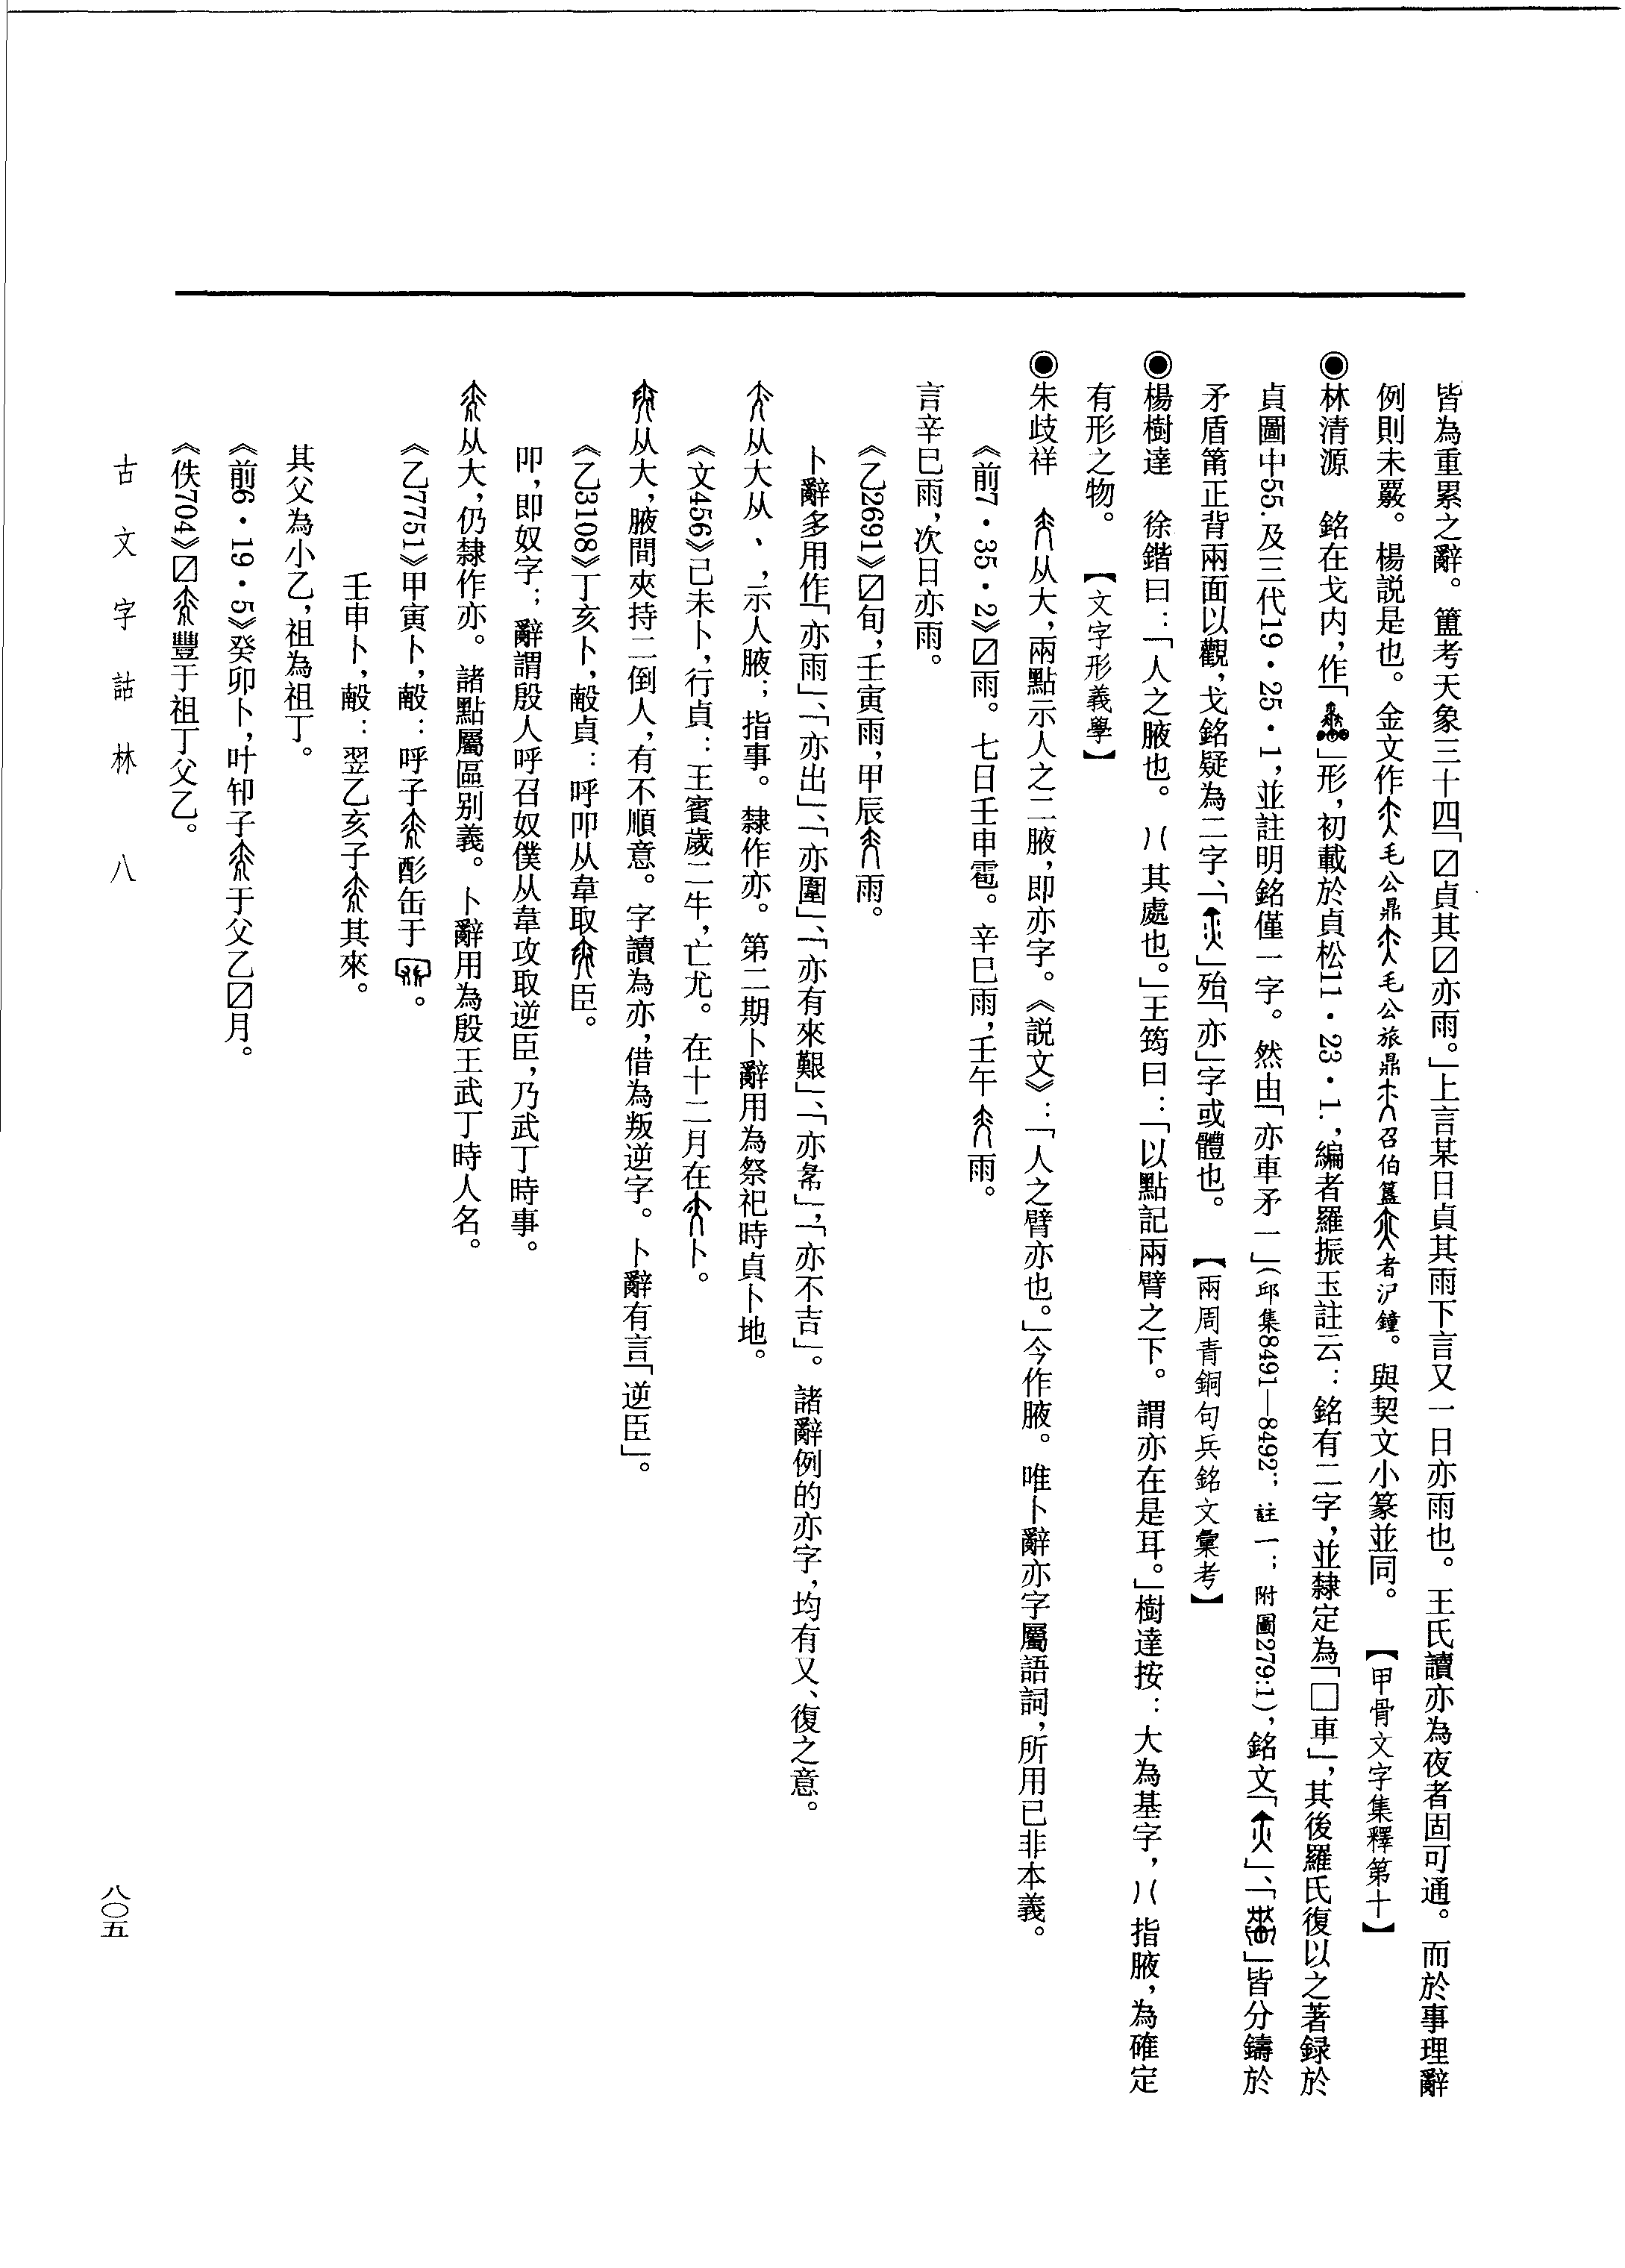 皆為重累之辭。簠考天象三十四「☑貞其☑亦雨。」上言某日貞其雨下言又一日亦雨也。王氏讀亦為夜者固可通。而於事理辭
例則未覈。楊説是也。金文作毛公鼎毛公旅鼎召伯簋者沪鐘。與契文小篆並同。【甲骨文字集釋第十】
◉林清源 銘在戈内，作「」形，初載於貞松11·23·1.，編者羅振玉註云：銘有二字，並隸定為「□車」，其後羅氏復以之著録於
貞圖中55.及三代19·25·1，並註明銘僅一字。然由「亦車矛一」（邱集8491—8492；註一；附圖279:1），銘文「」、「」皆分鑄於
矛盾筩正背兩面以觀，戈銘疑為二字、「」殆「亦」字或體也。【兩周青銅句兵銘文彙考】
◉楊樹達 徐鍇曰：「人之腋也。八其處也。」王筠曰：「以點記兩臂之下。謂亦在是耳。」樹達按：大為基字，八指腋，為確定
有形之物。【文字形義學】
◉朱歧祥 从大，兩點示人之二腋，即亦字。《説文》：「人之臂亦也。」今作腋。唯卜辭亦字屬語詞，所用已非本義。
《前7·35·2》☑雨。七日壬申雹。辛巳雨，壬午雨。
言辛巳雨，次日亦雨。
《乙2691》☑旬，壬寅雨，甲辰雨。
卜辭多用作「亦雨」、「亦出」、「亦圍」、「亦有來艱」、「亦」，「亦不吉」。諸辭例的亦字，均有又、復之意。
从大从、，示人腋；指事。隸作亦。第二期卜辭用為祭祀時貞卜地。
《文456》己未卜，行貞：王賓歲二牛，亡尤。在十二月在卜。
从大，腋間夾持二倒人，有不順意。字讀為亦，借為叛逆字。卜辭有言「逆臣」。
《乙3108》丁亥卜，㱿貞：呼卬从韋取臣。
卬，即奴字；辭謂殷人呼召奴僕从韋攻取逆臣，乃武丁時事。
从大，仍隸作亦。諸點屬區别義。卜辭用為殷王武丁時人名。
《乙7751》甲寅卜，㱿：呼子酌缶于。
壬申卜，㱿：翌乙亥子其來。
其父為小乙，祖為祖丁。
《前6·19·5》癸卯卜，叶钔子于父乙☑月。
《佚704》☑豐于祖丁父乙。
古文字詁林 八
八〇五